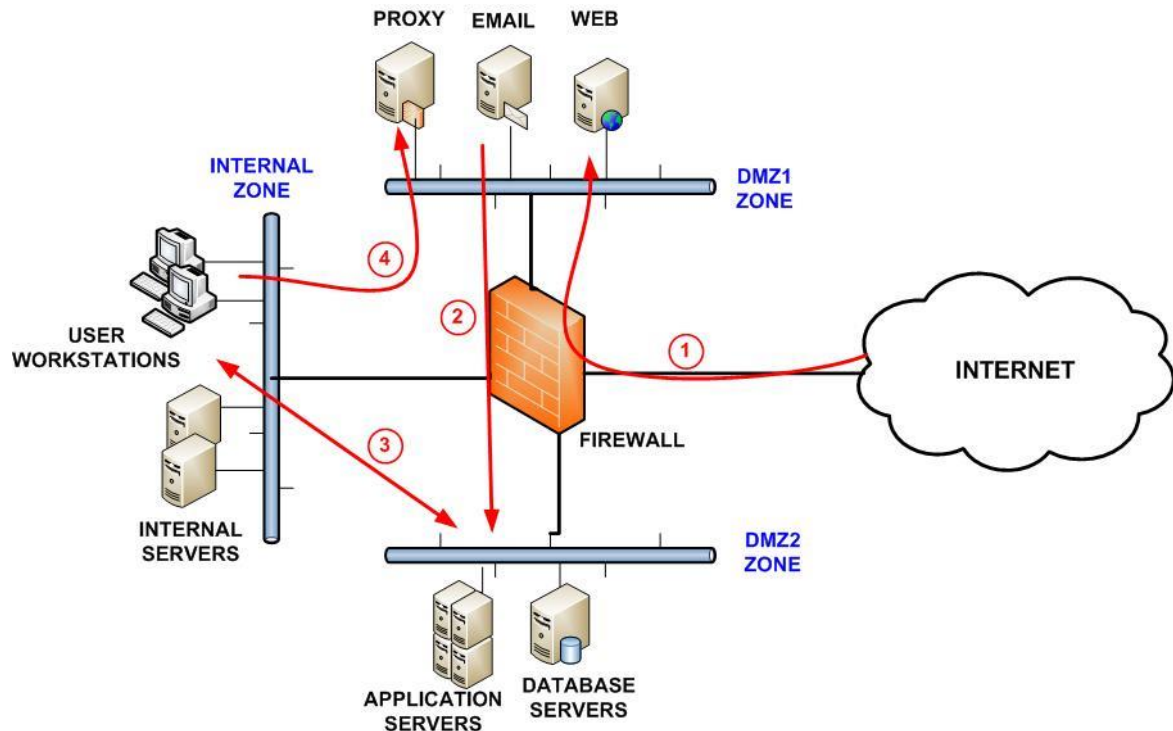 PROXY
EMAIL
WEB
INTERNAL
ZONE
DMZ1
ZONE
4
2
1
USER
WORKSTATIONS
INTERNET
FIREWALL
3
INTERNAL
SERVERS
DMZ2
ZONE
APPLICATION
SERVERS
DATABASE
SERVERS